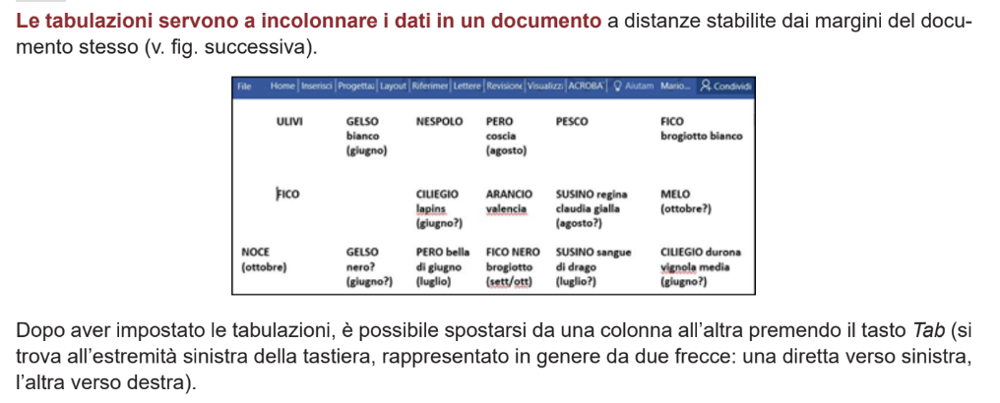 Le tabulazioni servono a incolonnare i dati in un documento a distanze stabilite dai margini del docu-
mento stesso (v. fig. successiva).
File Home Inserisci Progettaz Layout Riferimen Lettere Revisione Visualizza ACROBAT Aiutam Mario... Condividi
ULIVI GELSO NESPOLO PERO PESCO FICO
bianco coscia brogiotto bianco
(giugno) (agosto)
FICO CILIEGIO ARANCIO SUSINO regina MELO
lapins valencia claudia gialla (ottobre?)
(giugno?) (agosto?)
NOCE GELSO PERO bella FICO NERO SUSINO sangue CILIEGIO durona
(ottobre) nero? di giugno brogiotto di drago vignola media
(giugno?) (luglio) (sett/ott) (luglio?) (giugno?)
Dopo aver impostato le tabulazioni, è possibile spostarsi da una colonna all’altra premendo il tasto Tab (si
trova all’estremità sinistra della tastiera, rappresentato in genere da due frecce: una diretta verso sinistra,
l’altra verso destra).